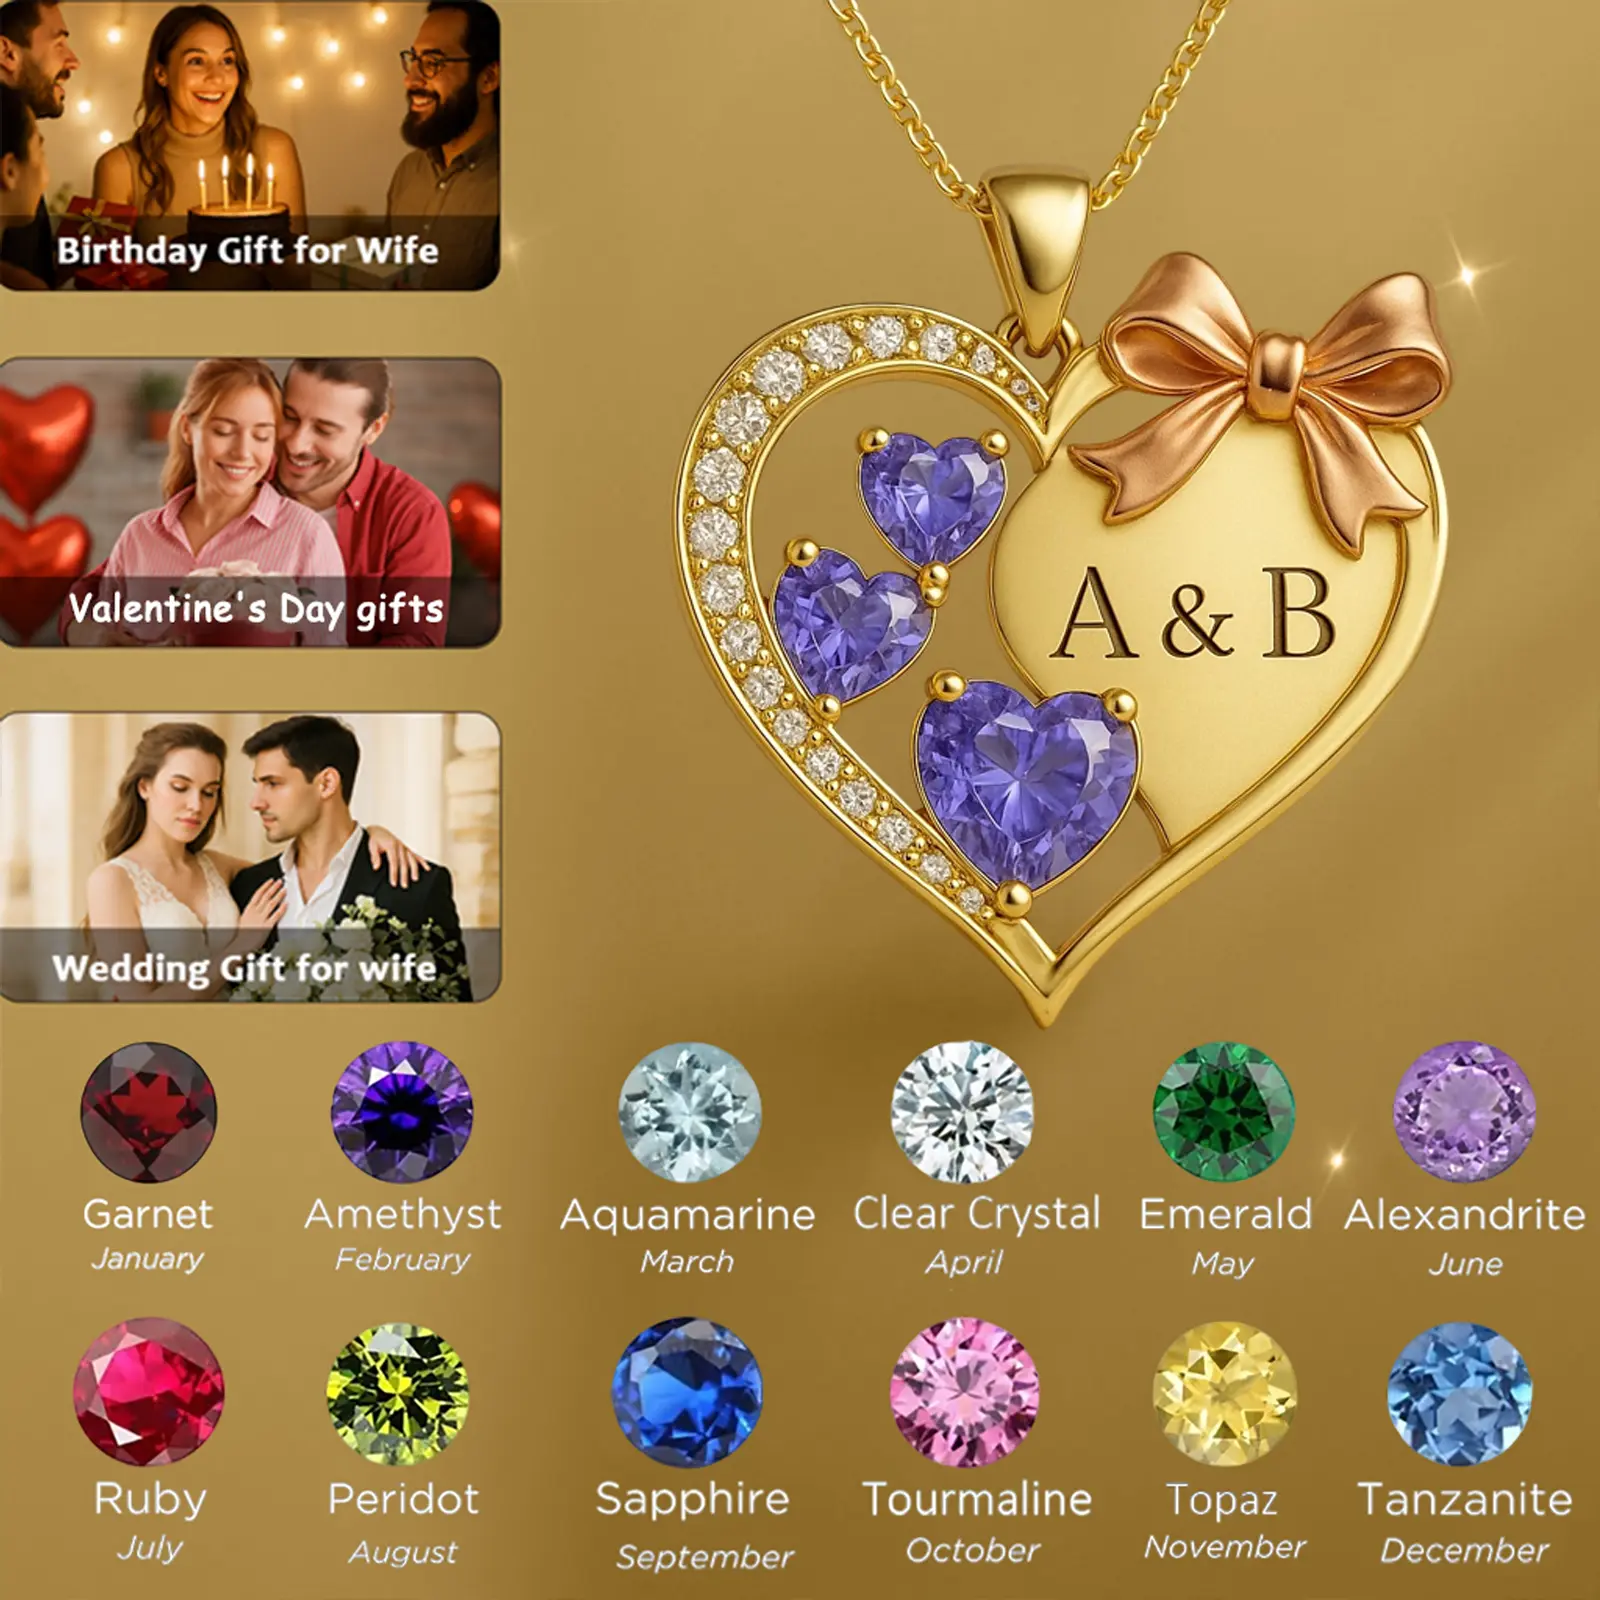 Birthday Gift for Wife
Valentine's Day gifts
Wedding Gift for wife
A & B
Garnet
January
Amethyst
February
Aquamarine
March
Clear Crystal
April
Emerald
May
Alexandrite
June
Ruby
July
Peridot
August
Sapphire
September
Tourmaline
October
Topaz
November
Tanzanite
December